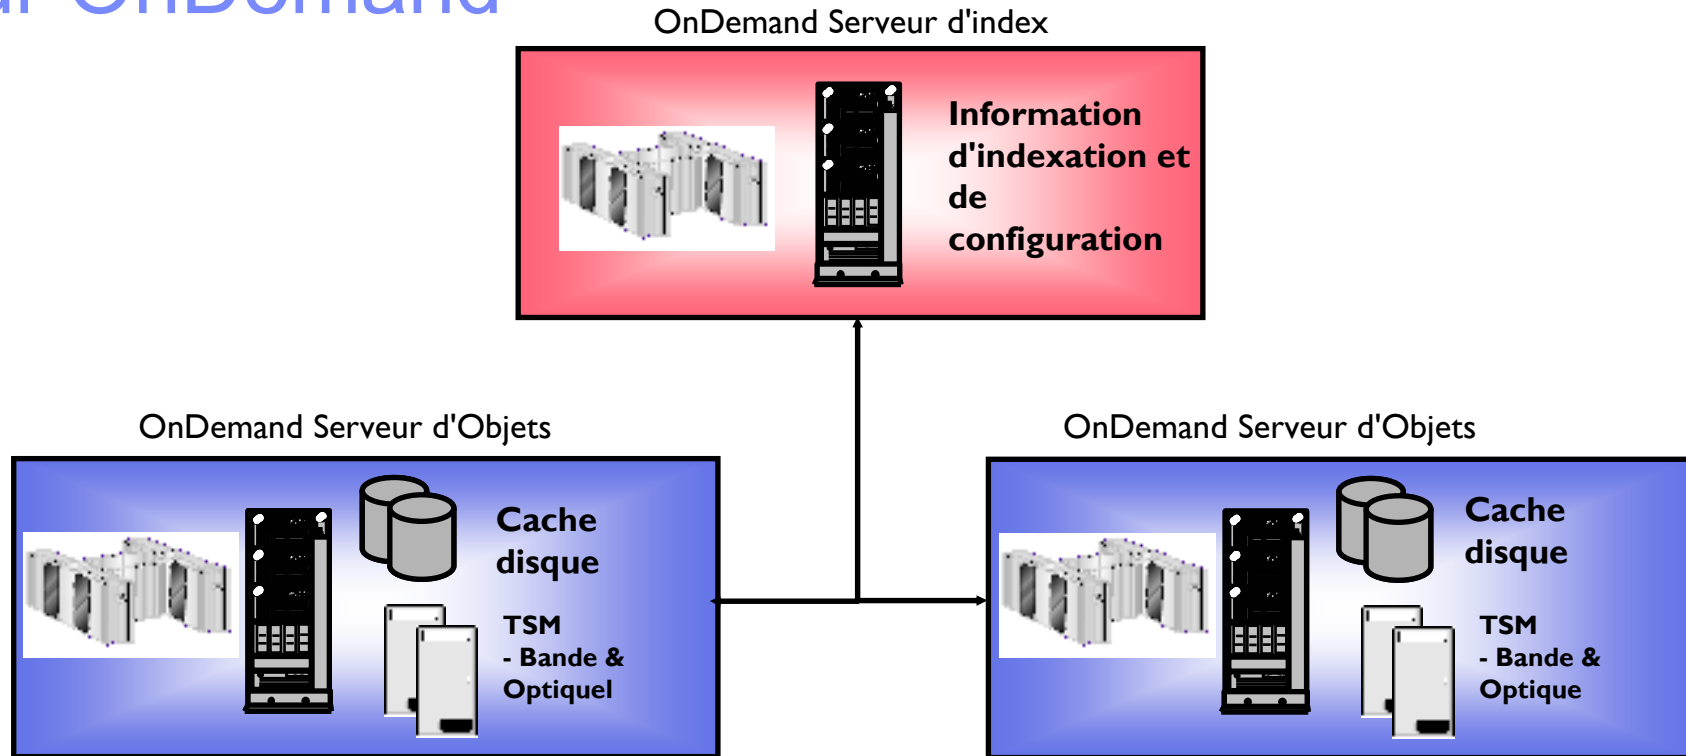 OnDemand
OnDemand Serveur d'index
Information
d'indexation et
de
configuration
OnDemand Serveur d'Objets
OnDemand Serveur d'Objets
Cache
disque
TSM
- Bande &
Optiquel
Cache
disque
TSM
- Bande &
Optique